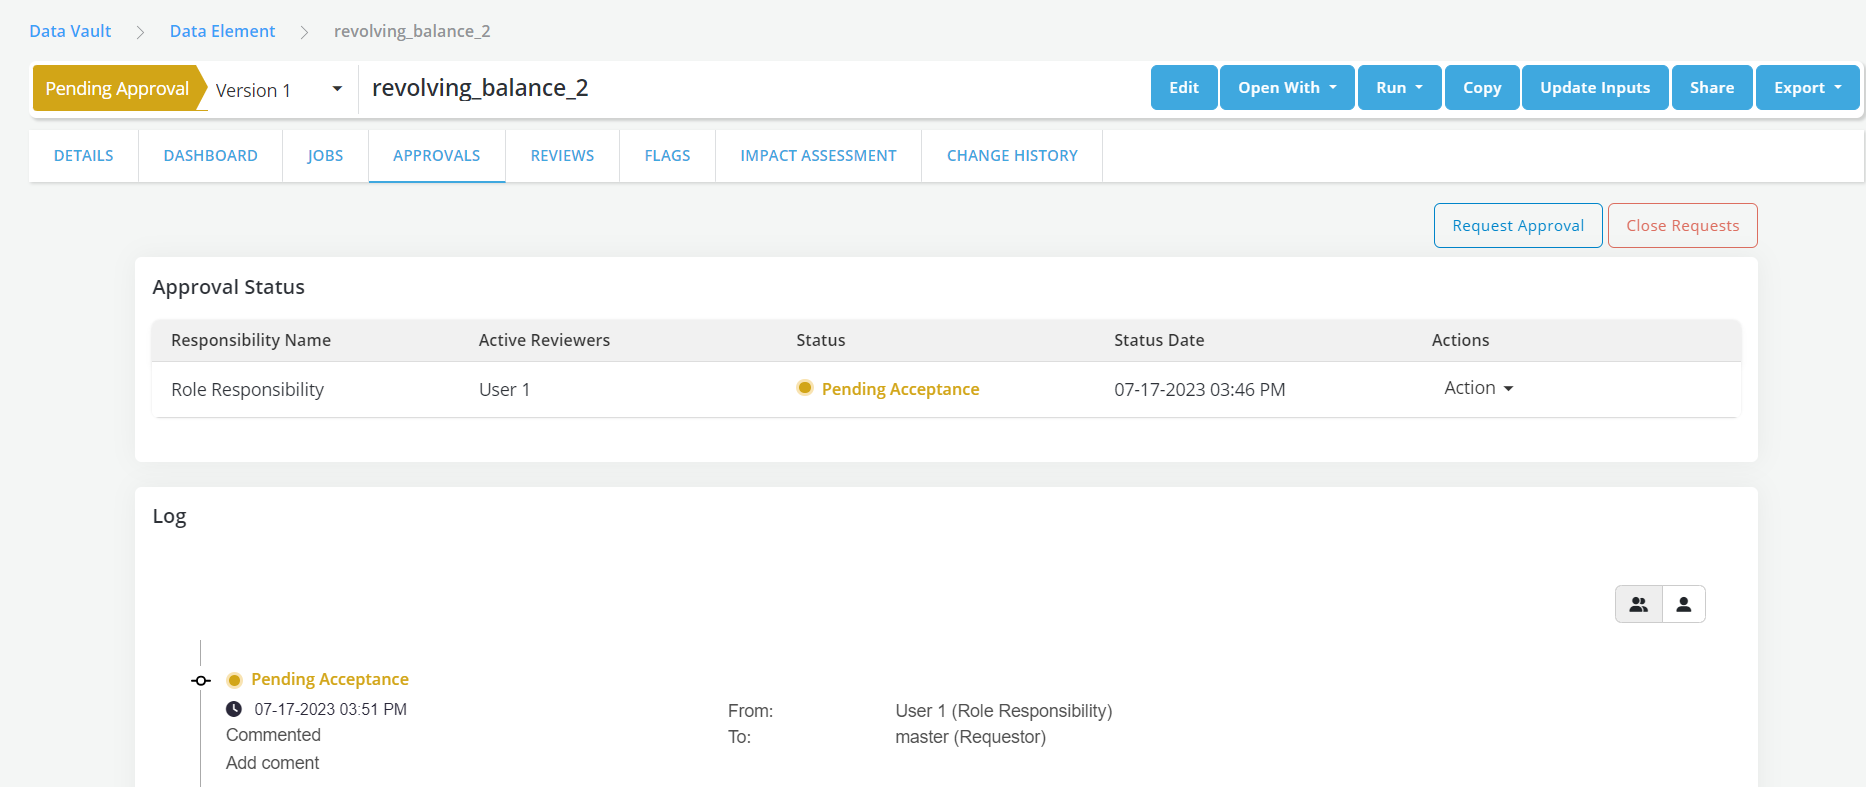 Data Vault Data Element revolving_balance_2
Pending Approval Version 1 revolving_balance_2 Edit Open With Run Copy Update Inputs Share Export
DETAILS DASHBOARD JOBS APPROVALS REVIEWS FLAGS IMPACT ASSESSMENT CHANGE HISTORY
Request Approval Close Requests
Approval Status
Responsibility Name Active Reviewers Status Status Date Actions
Role Responsibility User 1 Pending Acceptance 07-17-2023 03:46 PM Action
Log
Pending Acceptance
07-17-2023 03:51 PM From: User 1 (Role Responsibility)
Commented To: master (Requestor)
Add coment